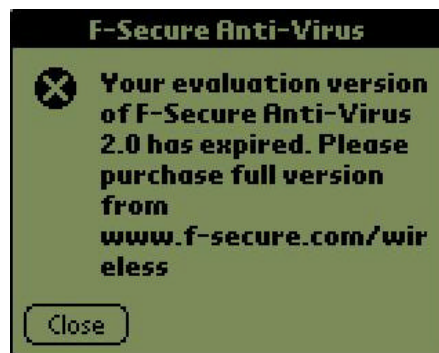 F-Secure Anti-Virus
Your evaluation version
of F-Secure Anti-Virus
2.0 has expired. Please
purchase full version
from
www.f-secure.com/wir
eless
Close